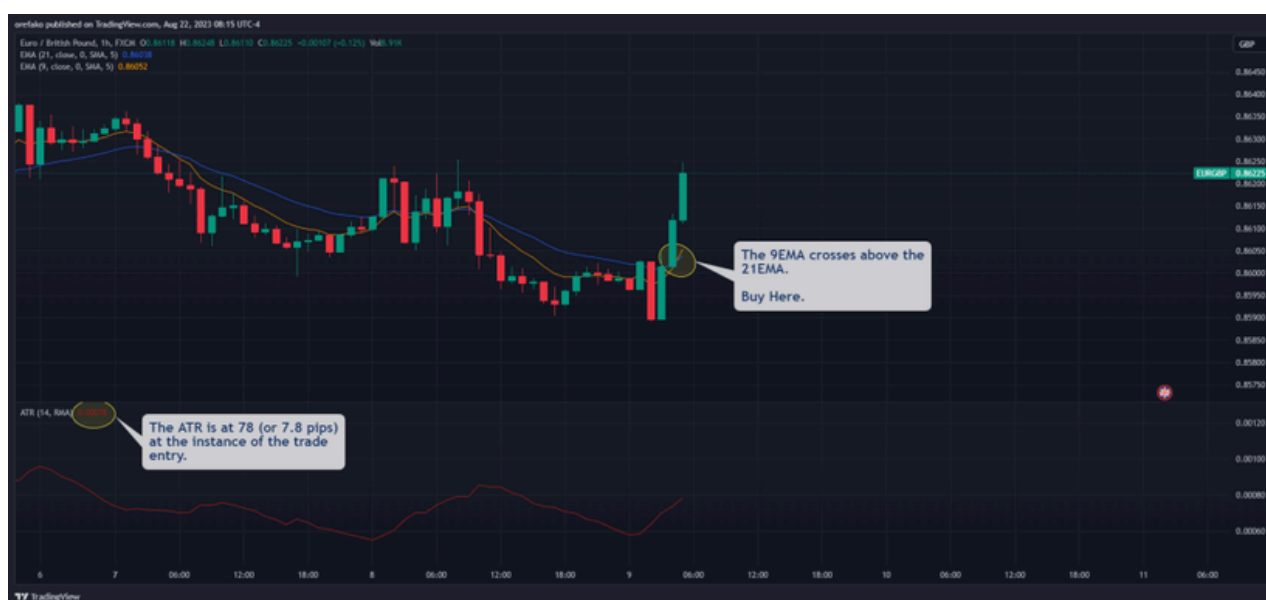 orefako published on TradingView.com, Aug 22, 2023 08:15 UTC-4
Euro / British Pound, 1h, FXCM O0.86118 H0.86248 L0.86110 C0.86225 +0.00107 (+0.12%)
EMA (21, close, 0, SMA, 5)
EMA (9, close, 0, SMA, 5) 0.86052
GBP
0.86450
0.86400
0.86350
0.86300
0.86250
EURGBP 0.86225
0.86200
0.86150
0.86100
0.86050
0.86000
0.85950
0.85900
0.85850
0.85800
0.85750
The 9EMA crosses above the
21EMA.
Buy Here.
ATR (14, RMA) 0.00078
The ATR is at 78 (or 7.8 pips)
at the instance of the trade
entry.
0.00120
0.00100
0.00080
0.00060
6 7 06:00 12:00 18:00 8 06:00 12:00 18:00 9 06:00 12:00 18:00 10 06:00 12:00 18:00 11 06:00
TradingView